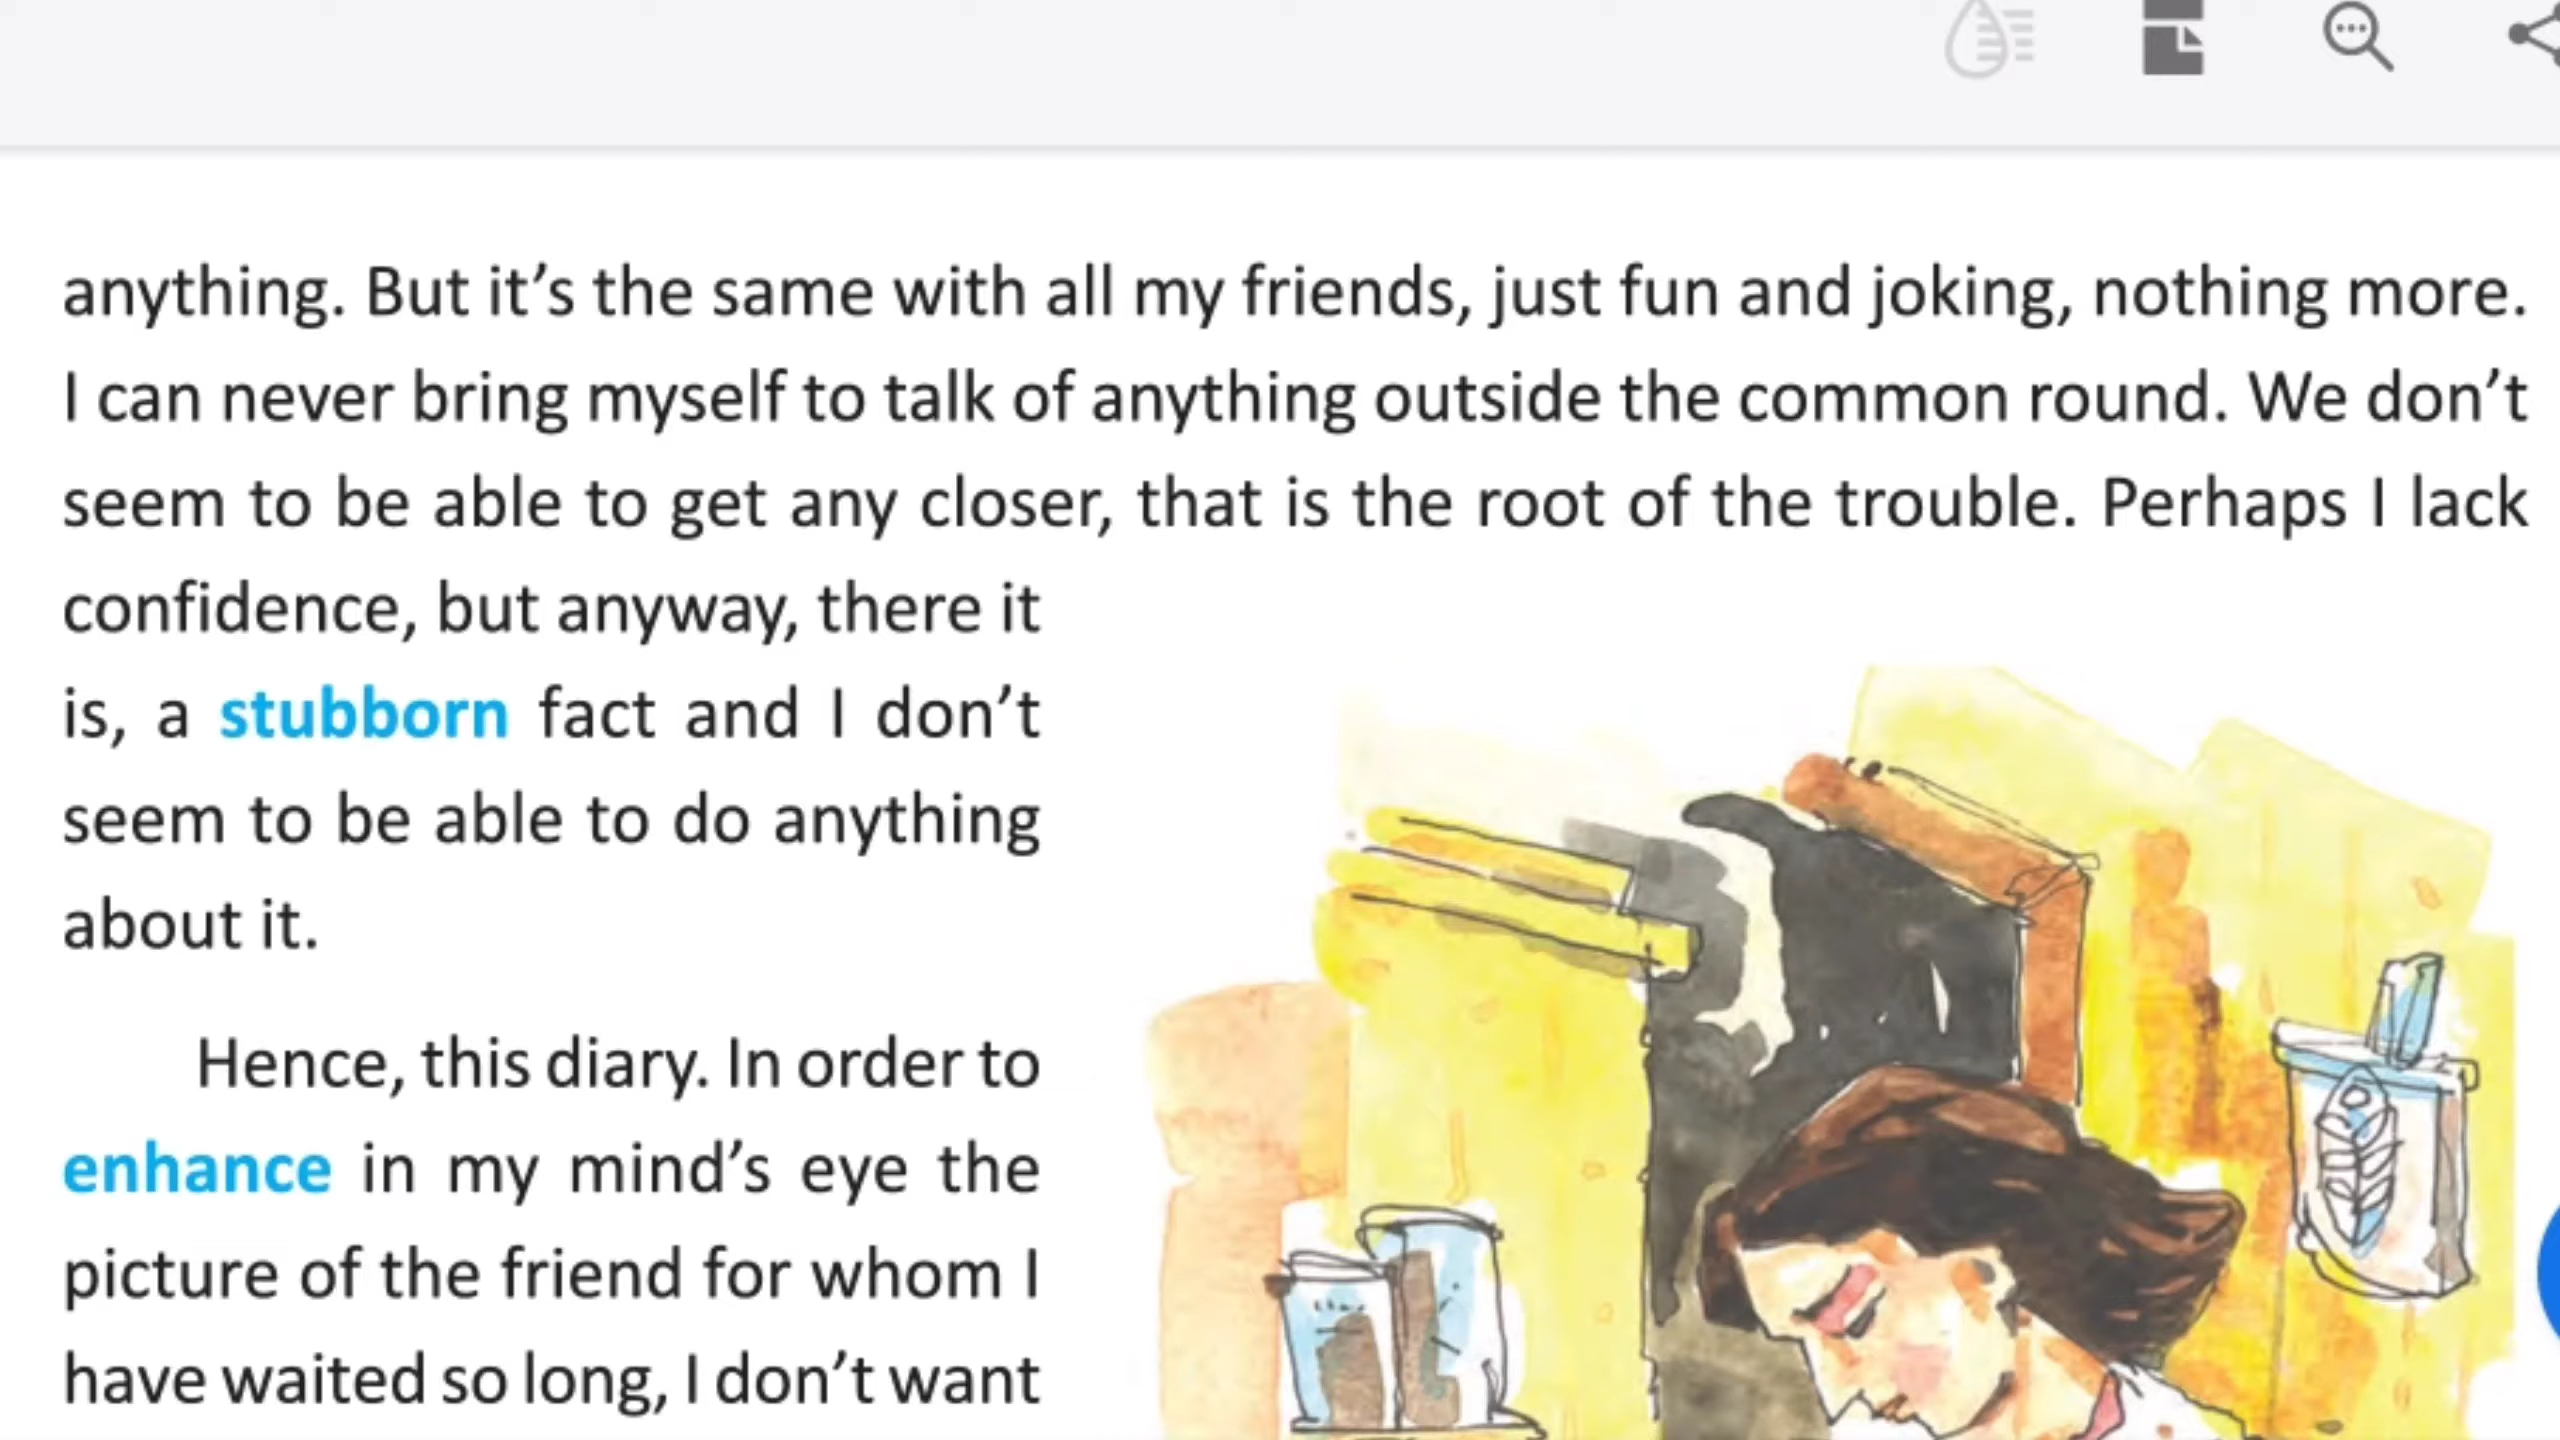 anything. But it’s the same with all my friends, just fun and joking, nothing more.
I can never bring myself to talk of anything outside the common round. We don’t
seem to be able to get any closer, that is the root of the trouble. Perhaps I lack
confidence, but anyway, there it
is, a stubborn fact and I don’t
seem to be able to do anything
about it.
Hence, this diary. In order to
enhance in my mind’s eye the
picture of the friend for whom I
have waited so long, I don’t want